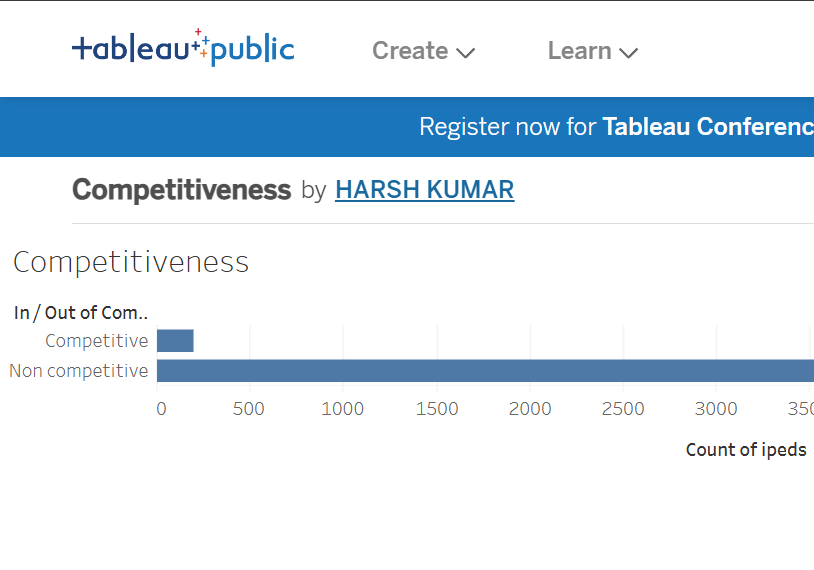 tableau public Create Learn
Register now for Tableau Conferenc
Competitiveness by HARSH KUMAR
Competitiveness
In / Out of Com..
Competitive
Non competitive
0 500 1000 1500 2000 2500 3000 350
Count of ipeds